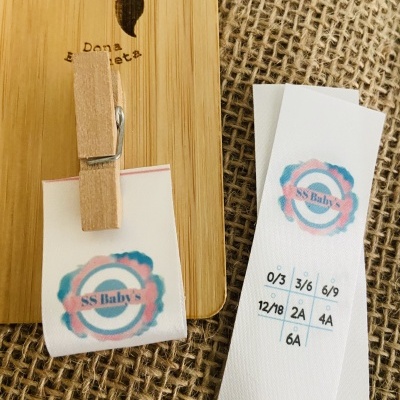 Dona
SS Baby's
SS Baby's
0/3 3/6 6/9
12/18 2A 4A
6A